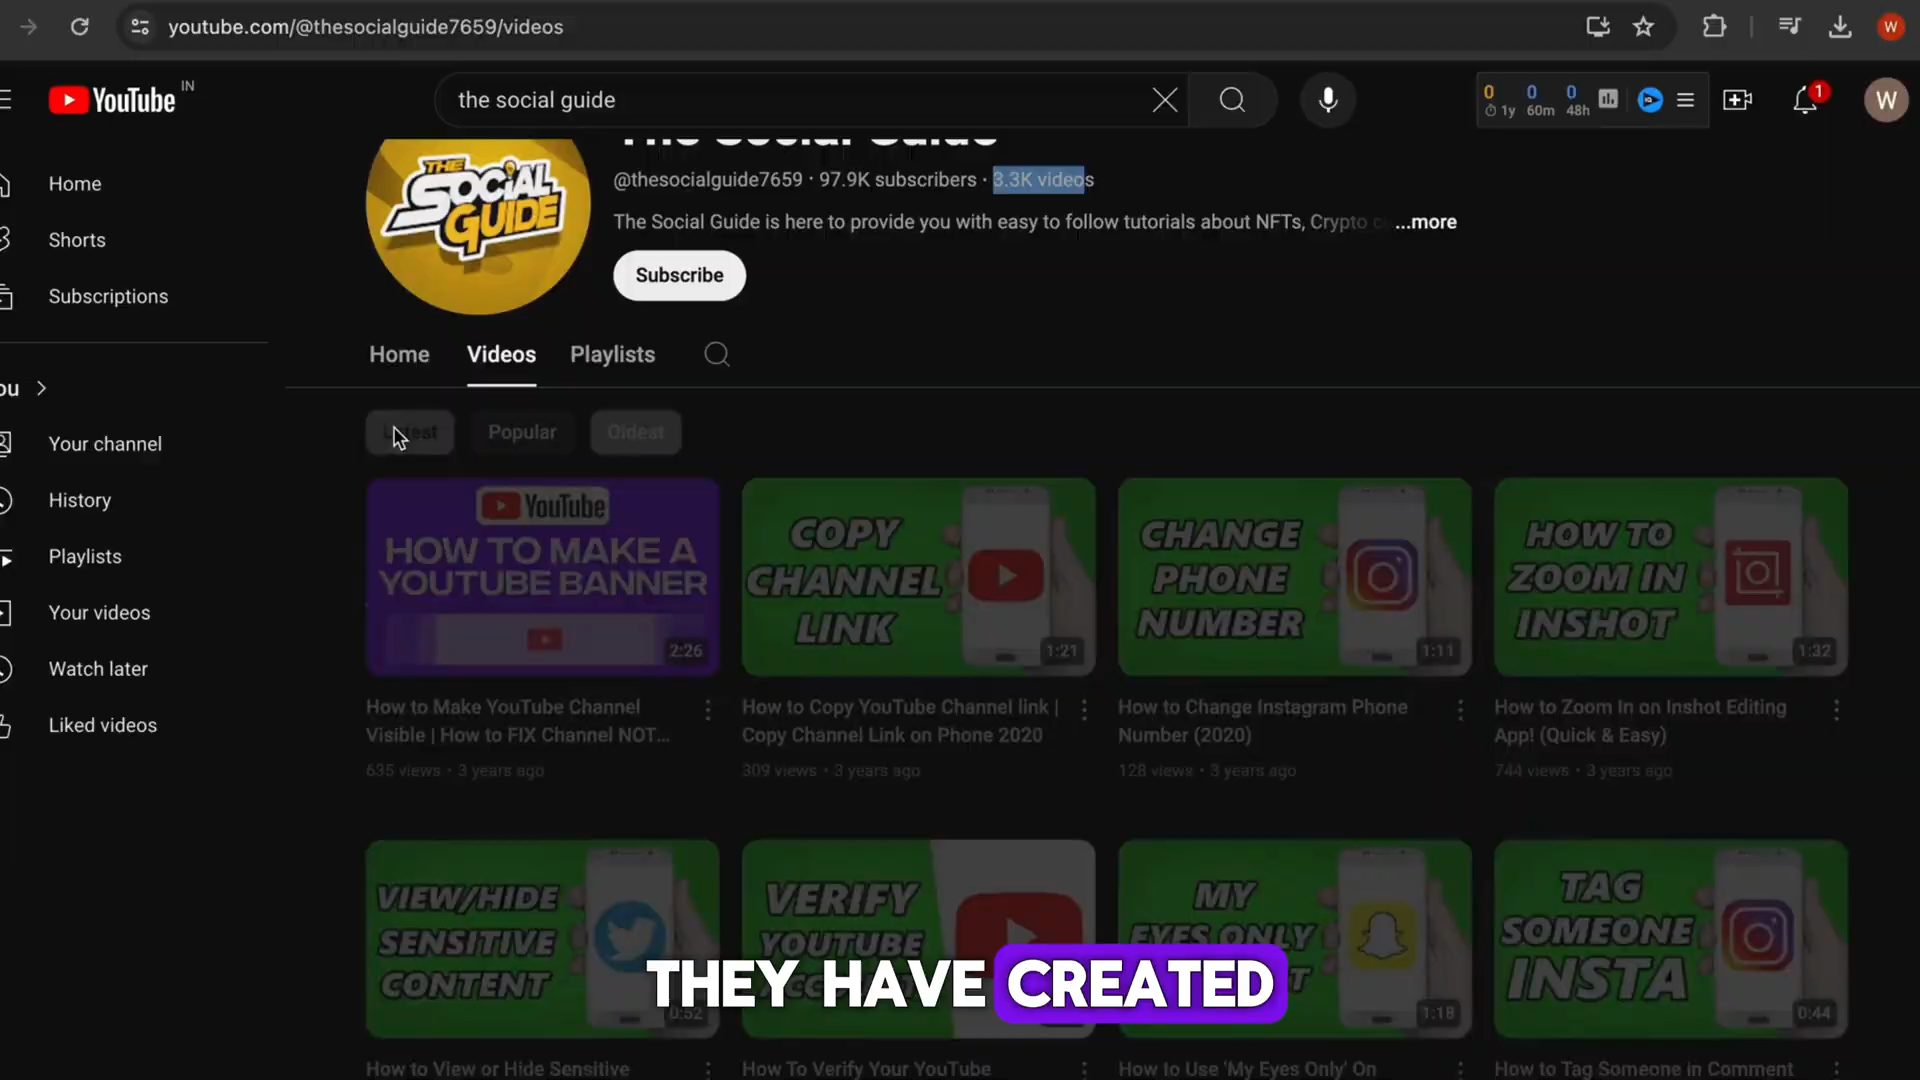 youtube.com/@thesocialguide7659/videos
W
YouTube IN
the social guide
0 0 0
1y 60m 48h
1
W
The Social Guide
THE SOCIAL GUIDE
@thesocialguide7659 · 97.9K subscribers · 3.3K videos
The Social Guide is here to provide you with easy to follow tutorials about NFTs, Crypto c ...more
Subscribe
Home
Shorts
Subscriptions
ou >
Your channel
History
Playlists
Your videos
Watch later
Liked videos
Home Videos Playlists
Latest Popular Oldest
YouTube
HOW TO MAKE A
YOUTUBE BANNER
2:26
How to Make YouTube Channel
Visible | How to FIX Channel NOT...
635 views · 3 years ago
COPY
CHANNEL
LINK
1:21
How to Copy YouTube Channel link |
Copy Channel Link on Phone 2020
309 views · 3 years ago
CHANGE
PHONE
NUMBER
1:11
How to Change Instagram Phone
Number (2020)
128 views · 3 years ago
HOW TO
ZOOM IN
INSHOT
1:32
How to Zoom In on Inshot Editing
App! (Quick & Easy)
744 views · 3 years ago
VIEW/HIDE
SENSITIVE
CONTENT
0:52
How to View or Hide Sensitive
VERIFY
YOUTUBE
How To Verify Your YouTube
MY
EYES ONLY
1:18
How to Use 'My Eyes Only' On
TAG
SOMEONE
INSTA
0:44
How to Tag Someone in Comment
THEY HAVE CREATED